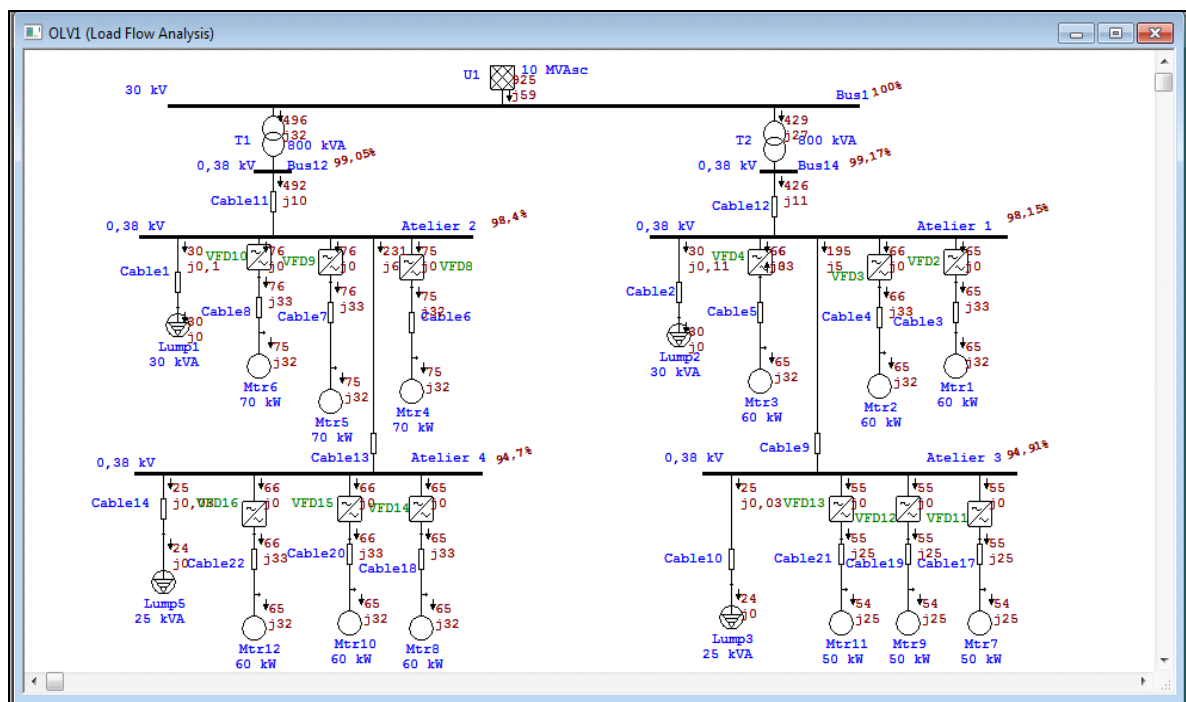 OLV1 (Load Flow Analysis)
U1 10 MVAsc
925
j59
30 kV Bus1 100%
496
j32
T1 800 kVA
429
j27
T2 800 kVA
0,38 kV Bus12 99,05%
0,38 kV Bus14 99,17%
492
j10
Cable11
426
j11
Cable12
0,38 kV Atelier 2 98,4%
0,38 kV Atelier 1 98,15%
30 VFD10 76 VFD9 76 231 75 VFD8
j0,1 j0 j0 j6 j0
30 VFD4 66 195 VFD3 66 VFD2 65
j0,11 j5 j0 j0
Cable1
Cable2
76 76 75
j33 j33 j32
66 65
j33 j33
Cable8 Cable7 Cable6
Cable5 Cable4 Cable3
30
j0
Lump1
30 kVA
30
j0
Lump2
30 kVA
75 75 75
j32 j32 j32
65 65 65
j32 j32 j32
Mtr6
70 kW
Mtr5
70 kW
Mtr4
70 kW
Mtr3
60 kW
Mtr2
60 kW
Mtr1
60 kW
Cable13
Cable9
0,38 kV Atelier 4 94,7%
0,38 kV Atelier 3 94,91%
25 66 66 65
VFD16 j0 VFD15 j0 VFD14 j0
25 55 55 55
j0,03 VFD13 j0 VFD12 j0 VFD11 j0
Cable14
66 66 65
j33 j33 j33
55 55 55
j25 j25 j25
Cable22 Cable20 Cable18
Cable10 Cable21 Cable19 Cable17
24
j0
Lump5
25 kVA
24
j0
Lump3
25 kVA
65 65 65
j32 j32 j32
54 54 54
j25 j25 j25
Mtr12
60 kW
Mtr10
60 kW
Mtr8
60 kW
Mtr11
50 kW
Mtr9
50 kW
Mtr7
50 kW